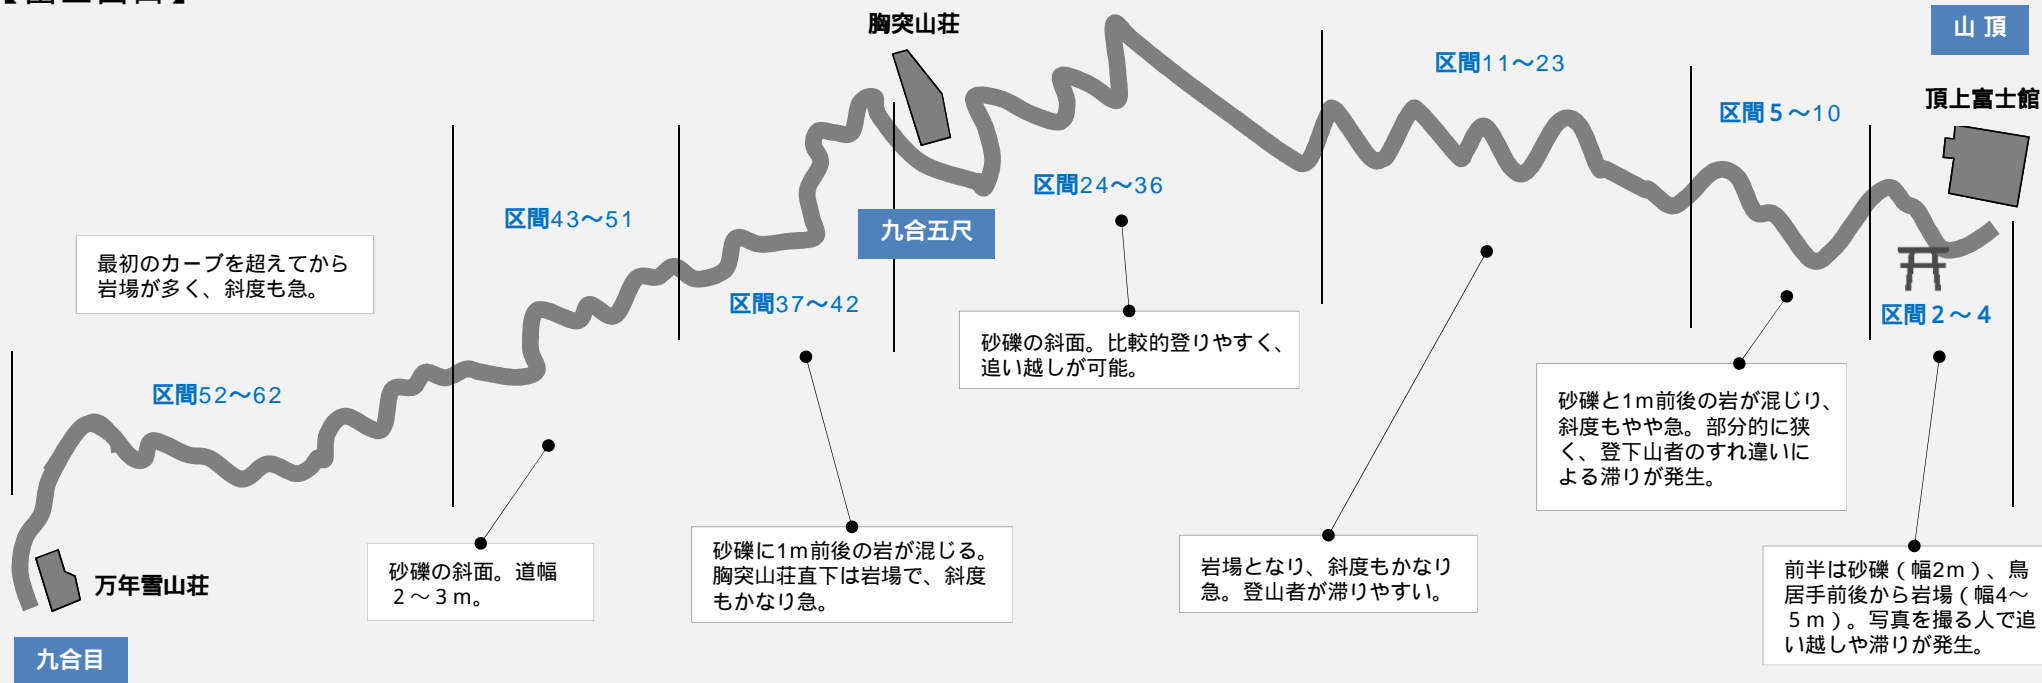 胸突山荘
山 頂
区間11～23
頂上富士館
区間５～10
区間24～36
区間43～51
九合五尺
最初のカーブを超えてから
岩場が多く、斜度も急。
区間37～42
区間２～４
砂礫の斜面。比較的登りやすく、
追い越しが可能。
区間52～62
砂礫と1m前後の岩が混じり、
斜度もやや急。部分的に狭
く、登下山者のすれ違いに
よる滞りが発生。
砂礫の斜面。道幅
２～３ｍ。
砂礫に1m前後の岩が混じる。
胸突山荘直下は岩場で、斜度
もかなり急。
岩場となり、斜度もかなり
急。登山者が滞りやすい。
前半は砂礫（幅2m）、鳥
居手前後から岩場（幅4～
５ｍ）。写真を撮る人で追
い越しや滞りが発生。
万年雪山荘
九合目